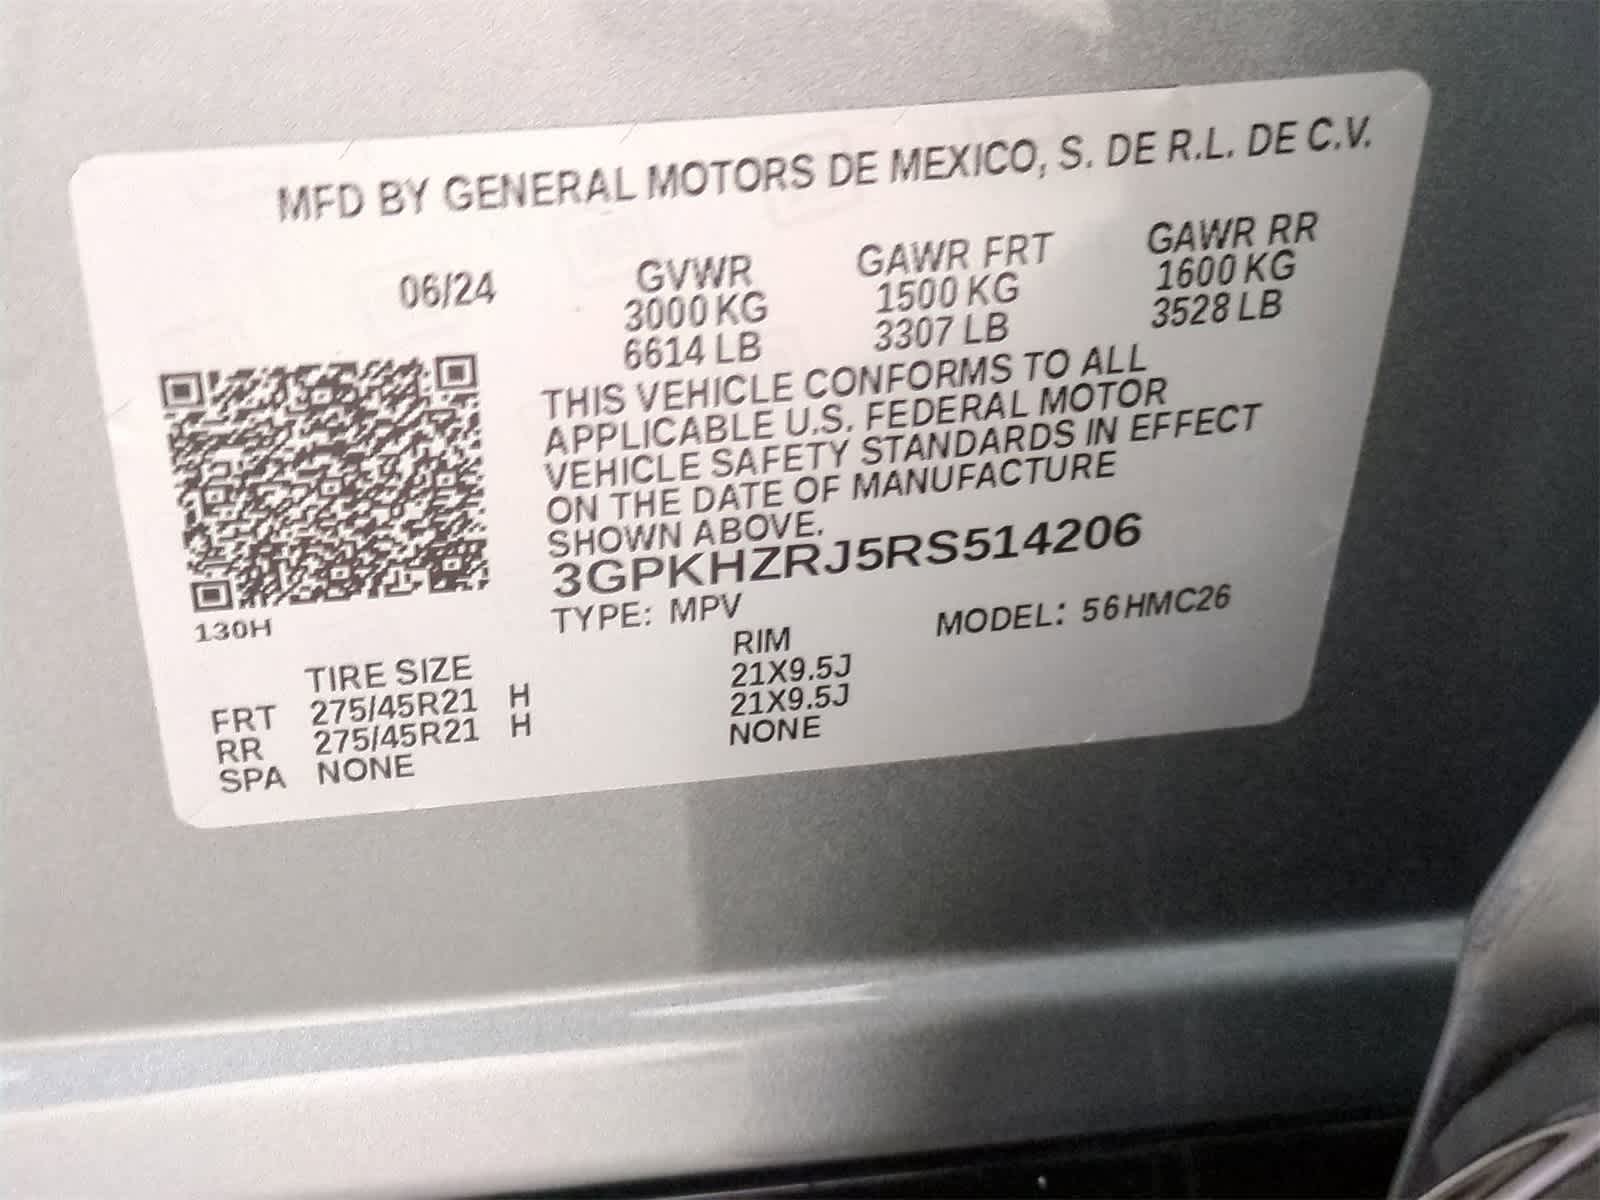 MFD BY GENERAL MOTORS DE MEXICO, S. DE R.L. DE C.V.
06/24 GVWR GAWR FRT GAWR RR
3000 KG 1500 KG 1600 KG
6614 LB 3307 LB 3528 LB
THIS VEHICLE CONFORMS TO ALL
APPLICABLE U.S. FEDERAL MOTOR
VEHICLE SAFETY STANDARDS IN EFFECT
ON THE DATE OF MANUFACTURE
SHOWN ABOVE.
3GPKHZRJ5RS514206
130H TYPE: MPV MODEL: 56HMC26
TIRE SIZE RIM
FRT 275/45R21 H 21X9.5J
RR 275/45R21 H 21X9.5J
SPA NONE NONE